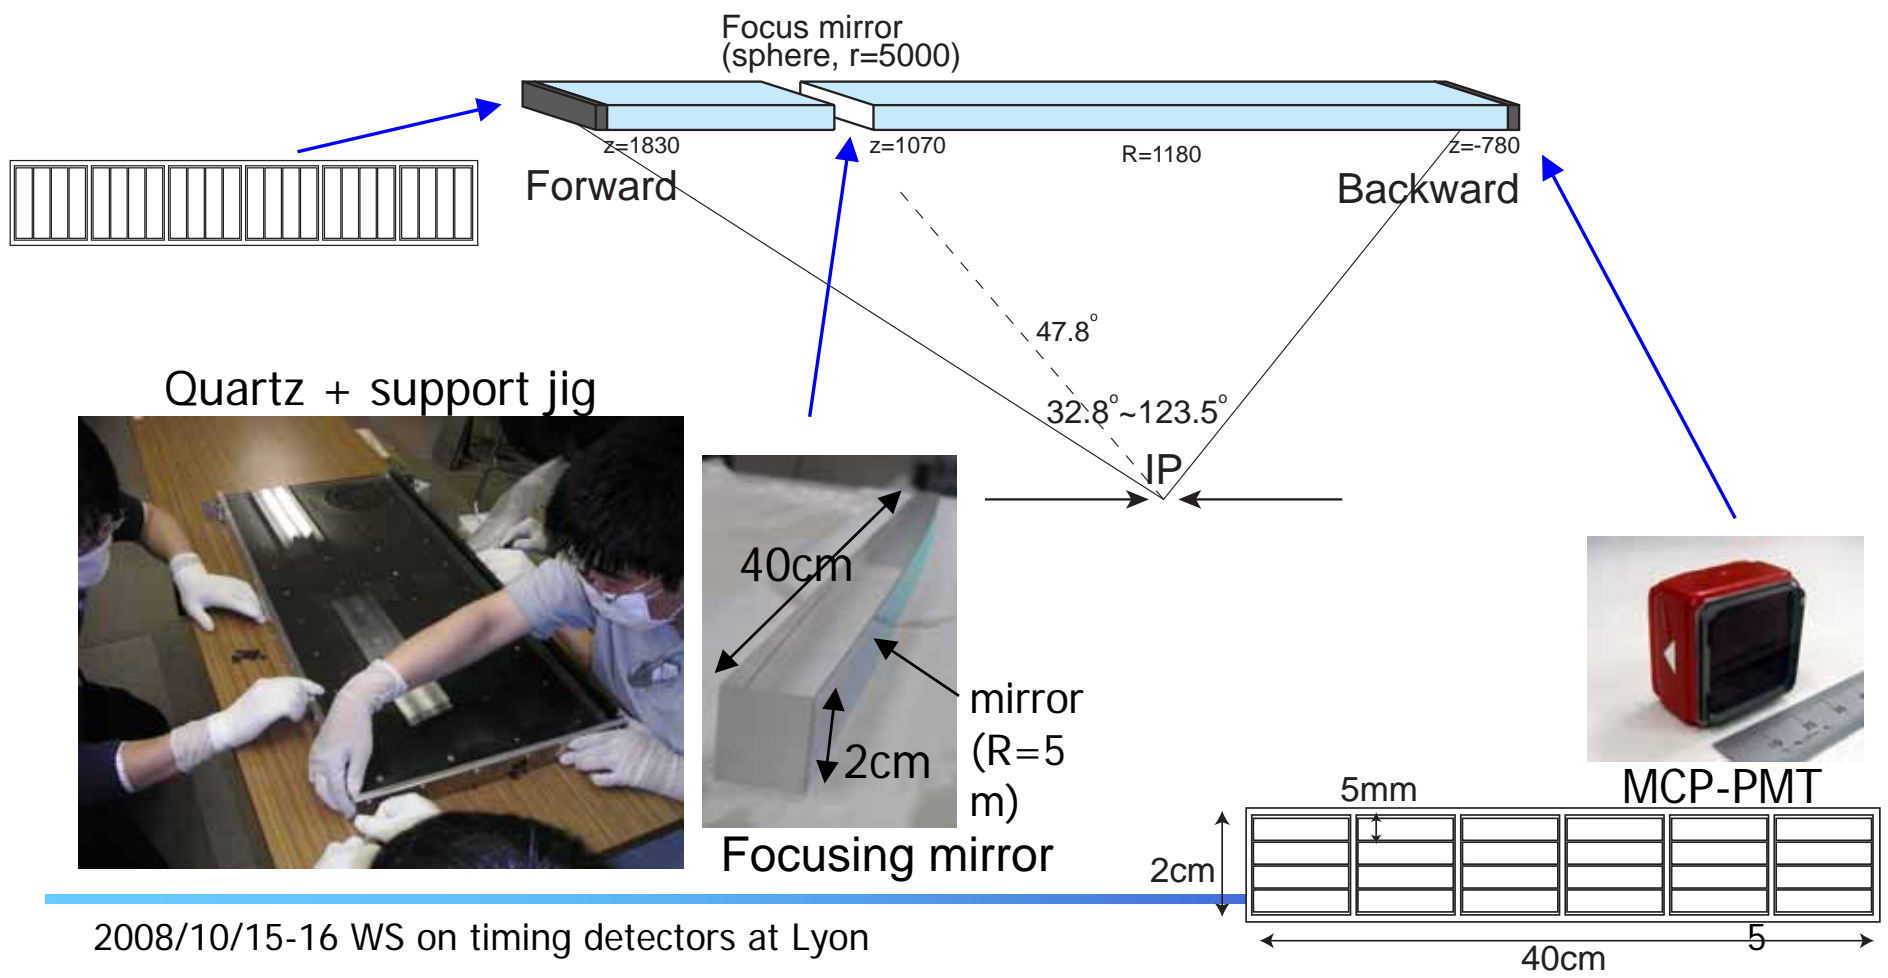 Focus mirror
(sphere, r=5000)
z=1830
z=1070
R=1180
z=-780
Forward
Backward
47.8°
32.8°~123.5°
IP
Quartz + support jig
40cm
2cm
mirror
(R=5
m)
Focusing mirror
MCP-PMT
5mm
2cm
40cm
2008/10/15-16 WS on timing detectors at Lyon
5